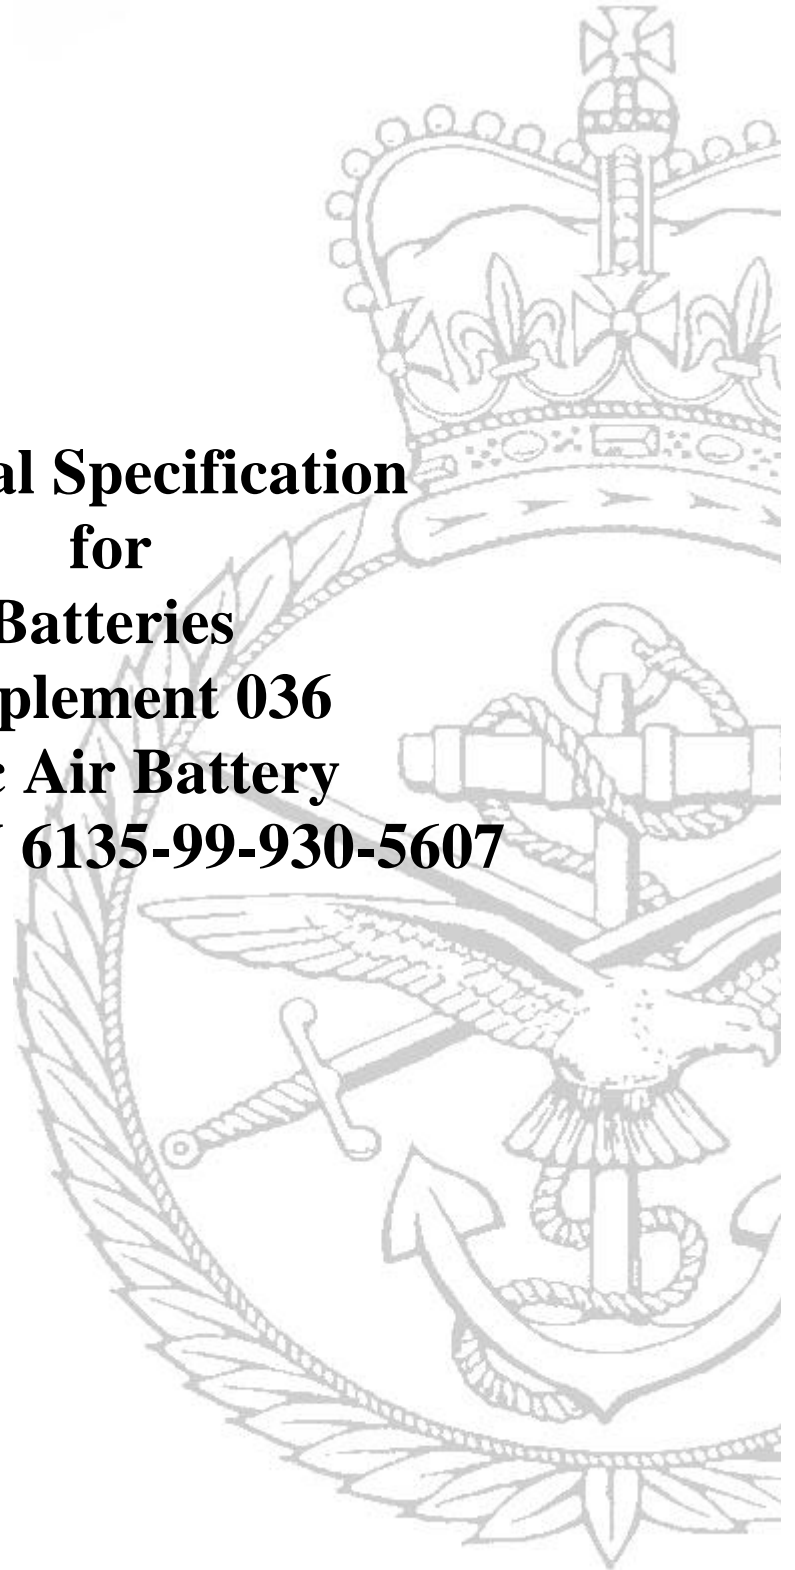 al Specification
for
Batteries
plement 036
c Air Battery
6135-99-930-5607